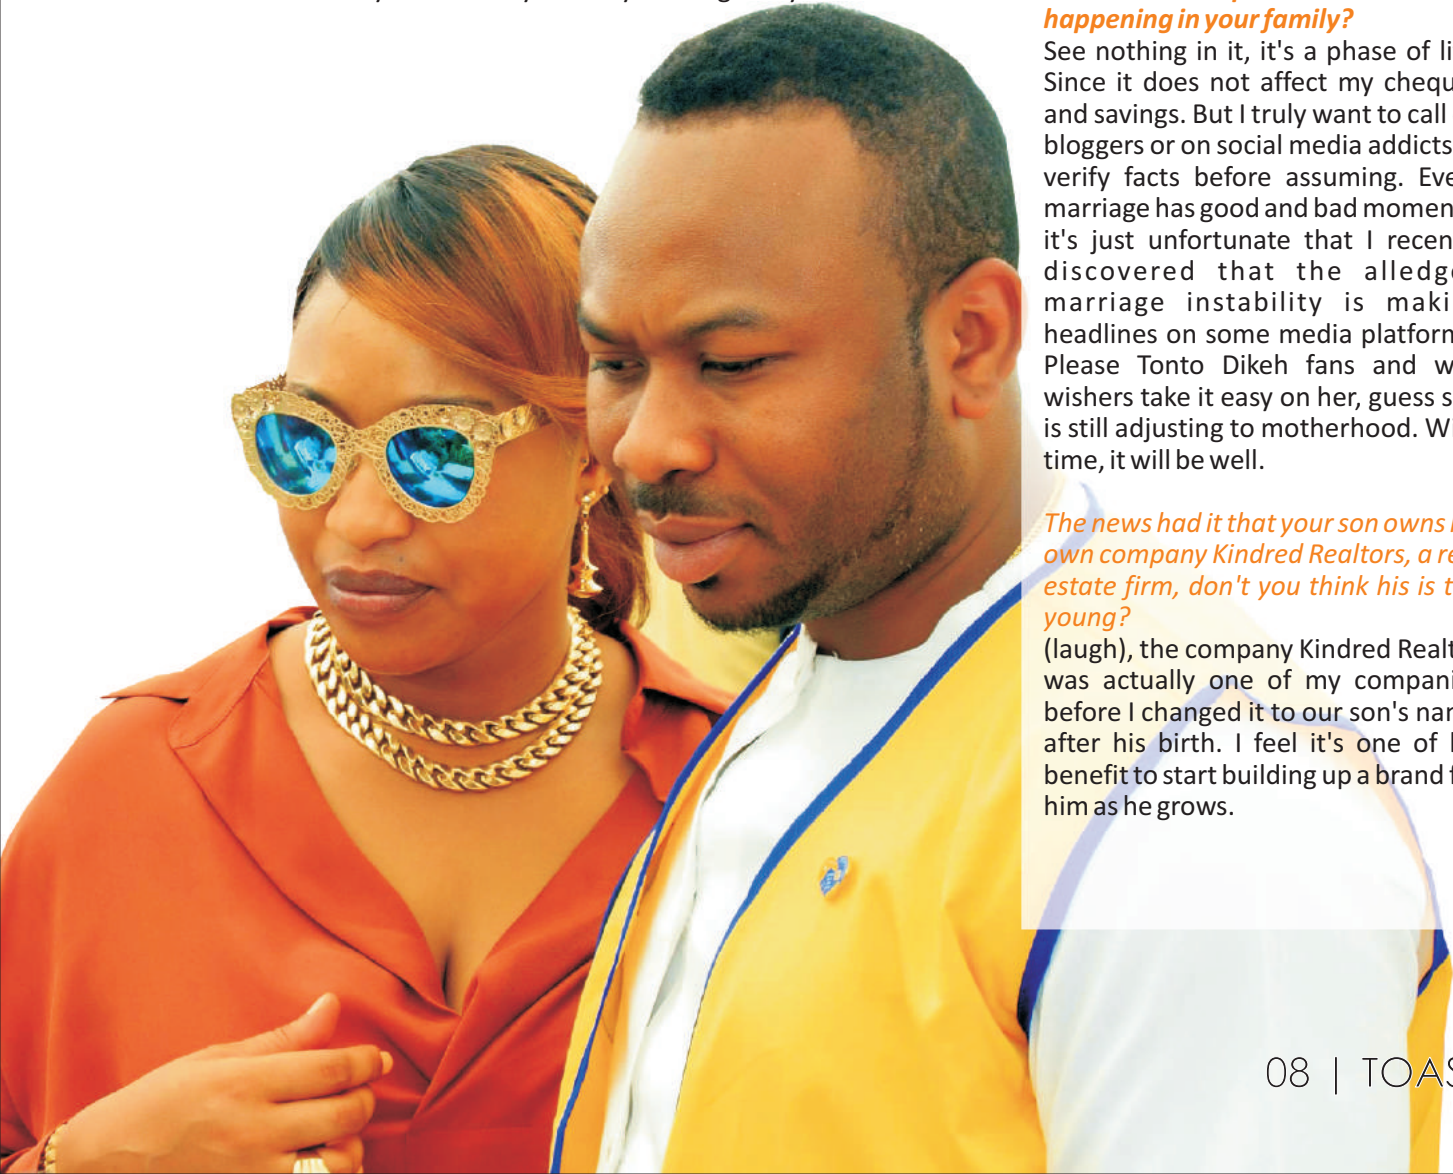 happening in your family?
See nothing in it, it's a phase of li
Since it does not affect my chequ
and savings. But I truly want to call
bloggers or on social media addicts
verify facts before assuming. Eve
marriage has good and bad momen
it's just unfortunate that I recen
discovered that the alledge
marriage instability is maki
headlines on some media platforn
Please Tonto Dikeh fans and w
wishers take it easy on her, guess s
is still adjusting to motherhood. Wi
time, it will be well.
The news had it that your son owns
own company Kindred Realtors, a re
estate firm, don't you think his is t
young?
(laugh), the company Kindred Realt
was actually one of my compani
before I changed it to our son's nan
after his birth. I feel it's one of
benefit to start building up a brand f
him as he grows.
08 | TOAS